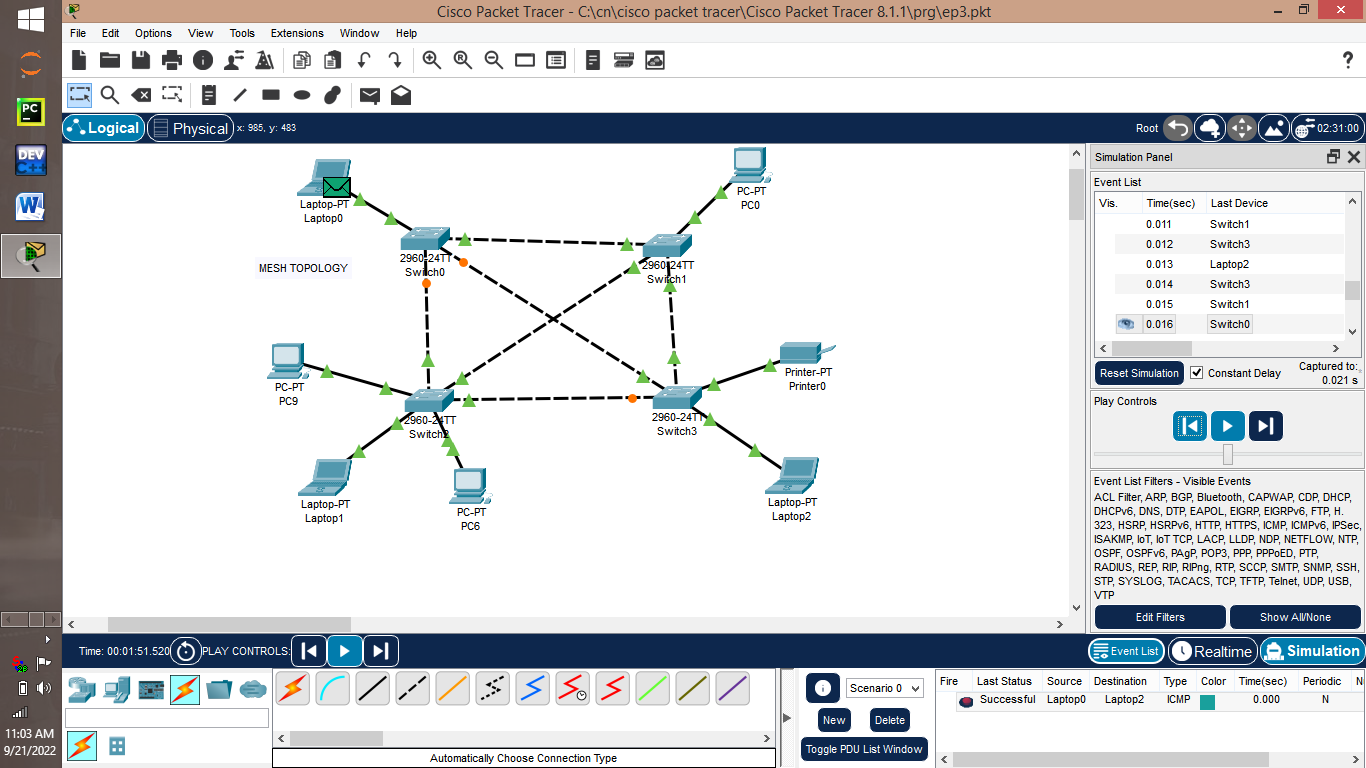 Cisco Packet Tracer - C:\cn\cisco packet tracer\Cisco Packet Tracer 8.1.1\prg\ep3.pkt
File Edit Options View Tools Extensions Window Help
?
Logical Physical x: 985, y: 483 Root 02:31:00
PC
DEV C++
W
Laptop-PT
Laptop0
PC-PT
PC0
2960-24TT
Switch0
2960-24TT
Switch1
MESH TOPOLOGY
PC-PT
PC9
Printer-PT
Printer0
2960-24TT
Switch2
2960-24TT
Switch3
Laptop-PT
Laptop1
PC-PT
PC6
Laptop-PT
Laptop2
Simulation Panel
Event List
Vis. Time(sec) Last Device
0.011 Switch1
0.012 Switch3
0.013 Laptop2
0.014 Switch3
0.015 Switch1
0.016 Switch0
Reset Simulation Constant Delay Captured to:
0.021 s
Play Controls
Event List Filters - Visible Events
ACL Filter, ARP, BGP, Bluetooth, CAPWAP, CDP, DHCP,
DHCPv6, DNS, DTP, EAPOL, EIGRP, EIGRPv6, FTP, H.
323, HSRP, HSRPv6, HTTP, HTTPS, ICMP, ICMPv6, IPSec,
ISAKMP, IoT, IoT TCP, LACP, LLDP, NDP, NETFLOW, NTP,
OSPF, OSPFv6, PAgP, POP3, PPP, PPPoED, PTP,
RADIUS, REP, RIP, RIPng, RTP, SCCP, SMTP, SNMP, SSH,
STP, SYSLOG, TACACS, TCP, TFTP, Telnet, UDP, USB,
VTP
Edit Filters Show All/None
Time: 00:01:51.520 PLAY CONTROLS: Event List Realtime Simulation
Scenario 0
New Delete
Toggle PDU List Window
Fire Last Status Source Destination Type Color Time(sec) Periodic N
Successful Laptop0 Laptop2 ICMP 0.000 N
Automatically Choose Connection Type
11:03 AM
9/21/2022